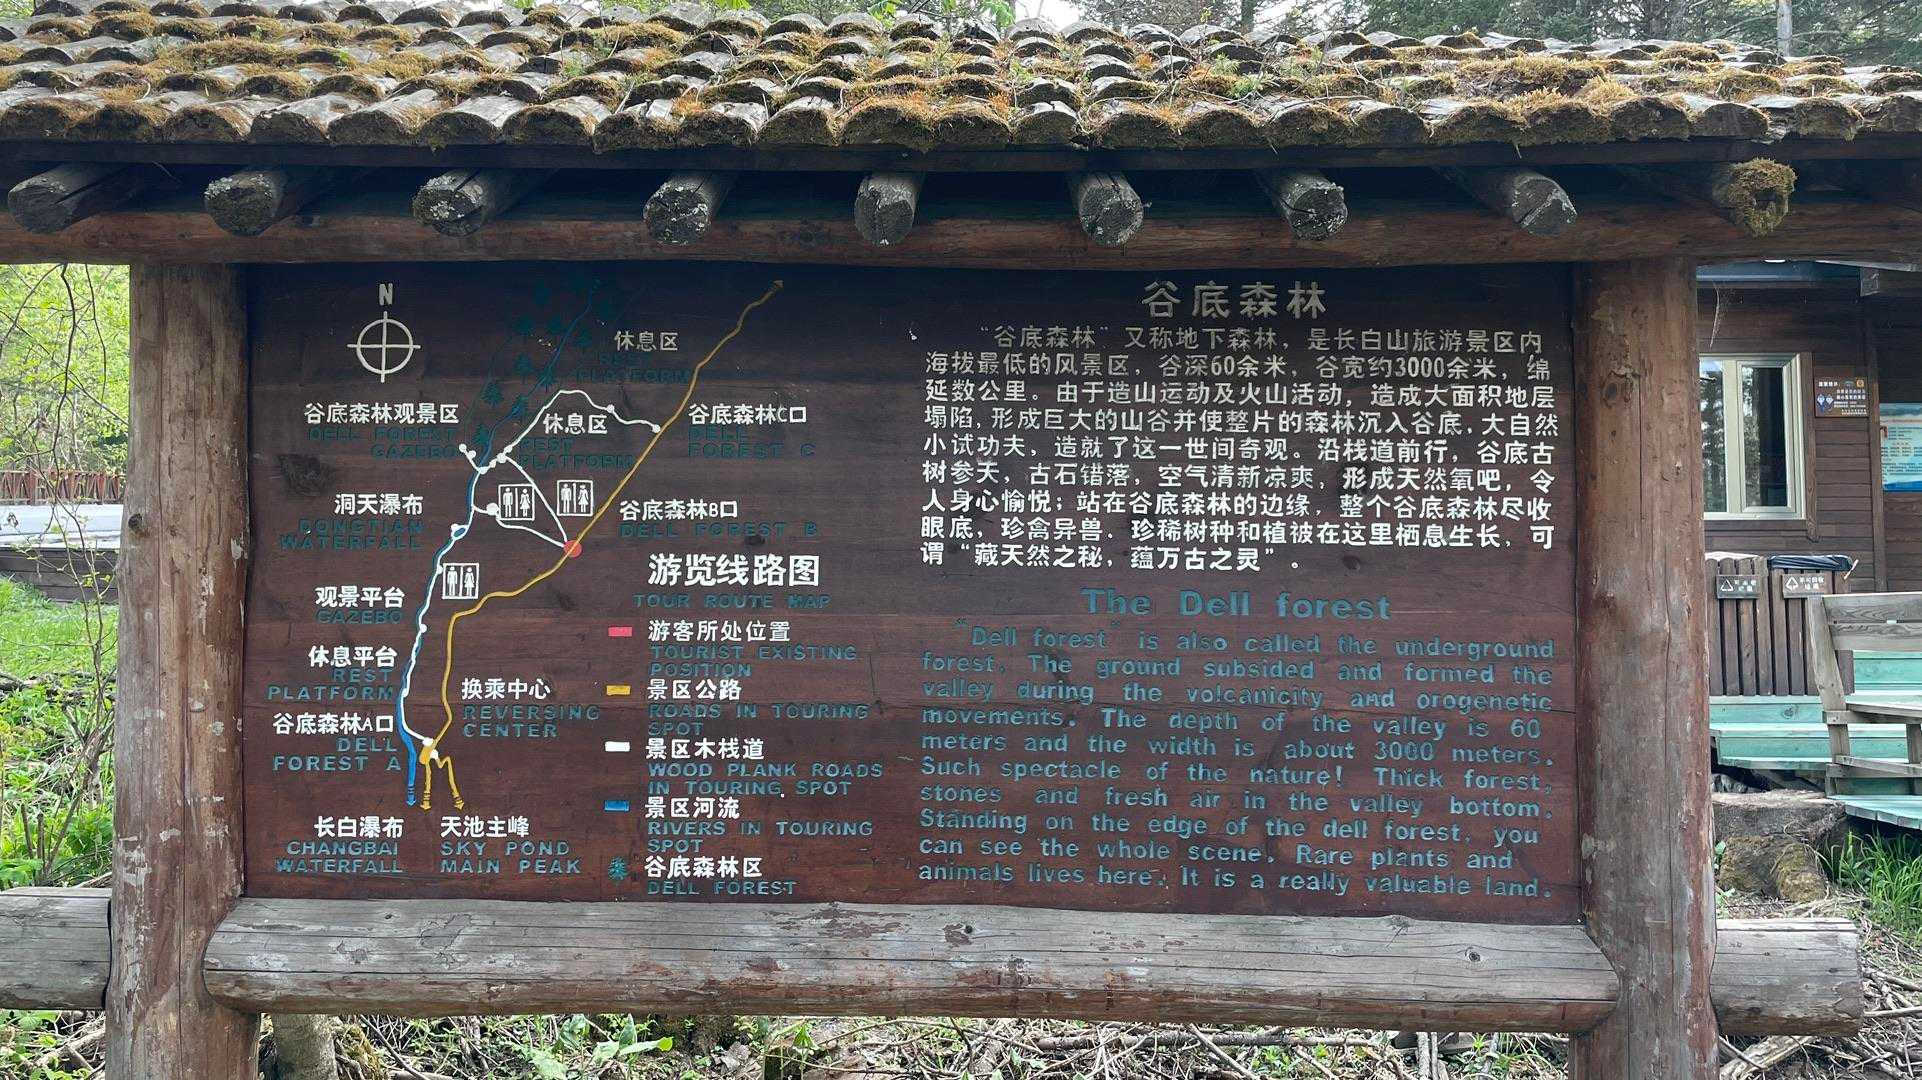 N
休息区
REST
PLATFORM
谷底森林观景区
DELL FOREST
GAZEBO
休息区
REST
PLATFORM
谷底森林C口
DELL
FOREST C
洞天瀑布
DONGTIAN
WATERFALL
谷底森林B口
DELL FOREST B
观景平台
GAZEBO
休息平台
REST
PLATFORM
换乘中心
REVERSING
CENTER
谷底森林A口
DELL
FOREST A
长白瀑布
CHANGBAI
WATERFALL
天池主峰
SKY POND
MAIN PEAK
游览线路图
TOUR ROUTE MAP
游客所处位置
TOURIST EXISTING
POSITION
景区公路
ROADS IN TOURING
SPOT
景区木栈道
WOOD PLANK ROADS
IN TOURING SPOT
景区河流
RIVERS IN TOURING
SPOT
谷底森林区
DELL FOREST
谷底森林
“谷底森林”又称地下森林，是长白山旅游景区内
海拔最低的风景区，谷深60余米，谷宽约3000余米，绵
延数公里。由于造山运动及火山活动，造成大面积地层
塌陷，形成巨大的山谷并使整片的森林沉入谷底，大自然
小试功夫，造就了这一世间奇观。沿栈道前行，谷底古
树参天，古石错落，空气清新凉爽，形成天然氧吧，令
人身心愉悦；站在谷底森林的边缘，整个谷底森林尽收
眼底，珍禽异兽．珍稀树种和植被在这里栖息生长，可
谓“藏天然之秘，蕴万古之灵”。
The Dell forest
"Dell forest" is also called the underground
forest. The ground subsided and formed the
valley during the volcanicity and orogenetic
movements. The depth of the valley is 60
meters and the width is about 3000 meters.
Such spectacle of the nature! Thick forest,
stones and fresh air in the valley bottom.
Standing on the edge of the dell forest, you
can see the whole scene. Rare plants and
animals lives here. It is a really valuable land.